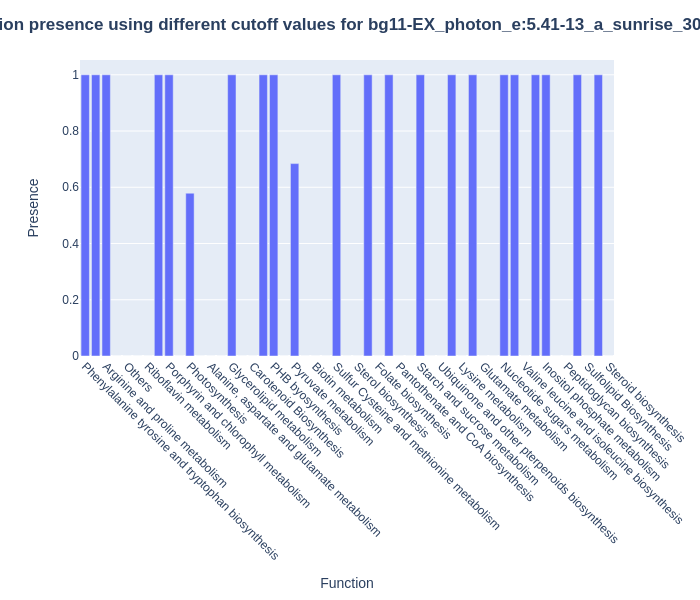 ion presence using different cutoff values for bg11-EX_photon_e:5.41-13_a_sunrise_30
1
0.8
0.6
0.4
0.2
0
Presence
Phenylalanine tyrosine and tryptophan biosynthesis
Arginine and proline metabolism
Others
Riboflavin metabolism
Porphyrin and chlorophyll metabolism
Photosynthesis
Alanine, aspartate and glutamate metabolism
Glycerolipid metabolism
Carotenoid Biosynthesis
PHB byosynthesis
Pyruvate metabolism
Biotin metabolism
Sulfur Cysteine and methionine metabolism
Sterol biosynthesis
Folate biosynthesis
Pantothenate and CoA biosynthesis
Starch and sucrose metabolism
Ubiquinone and other pterpenoids biosynthesis
Lysine metabolism
Glutamate metabolism
Nucleotide sugars metabolism
Valine leucine and isoleucine biosynthesis
Inositol phosphate metabolism
Peptidoglycan biosynthesis
Sulfolipid Biosynthesis
Steroid biosynthesis
Function